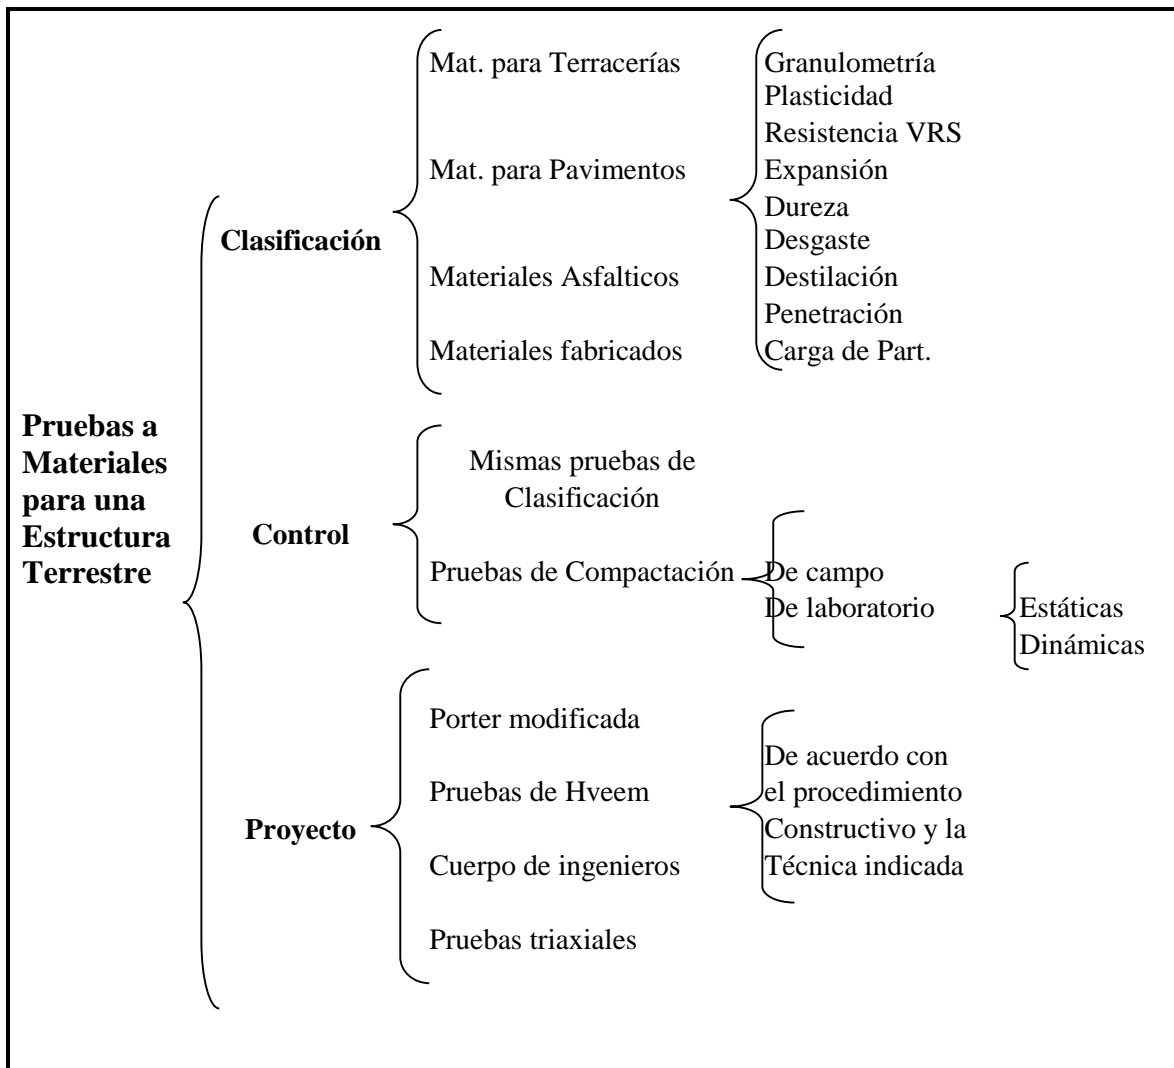 Pruebas a
Materiales
para una
Estructura
Terrestre
Clasificación
Mat. para Terracerías
Mat. para Pavimentos
Materiales Asfalticos
Materiales fabricados
Granulometría
Plasticidad
Resistencia VRS
Expansión
Dureza
Desgaste
Destilación
Penetración
Carga de Part.
Control
Mismas pruebas de
Clasificación
Pruebas de Compactación
De campo
De laboratorio
Estáticas
Dinámicas
Proyecto
Porter modificada
Pruebas de Hveem
Cuerpo de ingenieros
Pruebas triaxiales
De acuerdo con
el procedimiento
Constructivo y la
Técnica indicada